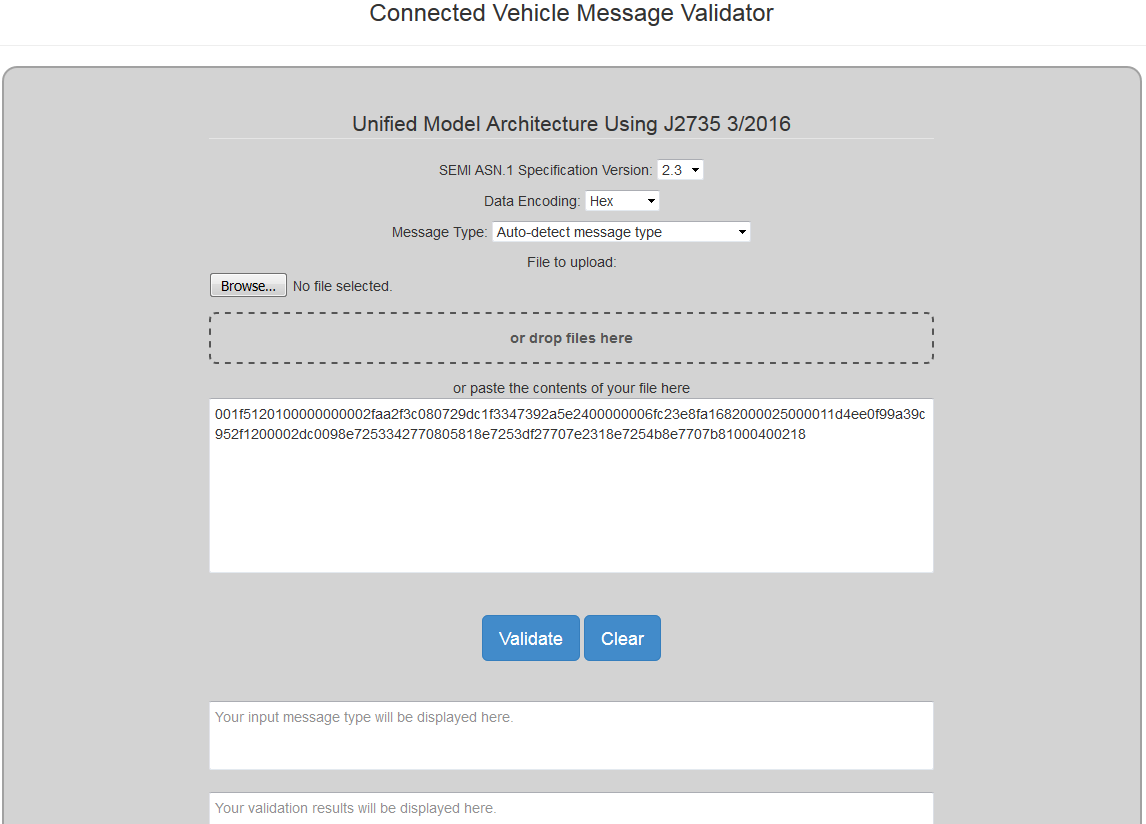 Connected Vehicle Message Validator
Unified Model Architecture Using J2735 3/2016
SEMI ASN.1 Specification Version: 2.3
Data Encoding: Hex
Message Type: Auto-detect message type
File to upload:
Browse... No file selected.
or drop files here
or paste the contents of your file here
001f5120100000000002faa2f3c080729dc1f3347392a5e2400000006fc23e8fa1682000025000011d4ee0f99a39c
952f1200002dc0098e7253342770805818e7253df27707e2318e7254b8e7707b81000400218
Validate Clear
Your input message type will be displayed here.
Your validation results will be displayed here.